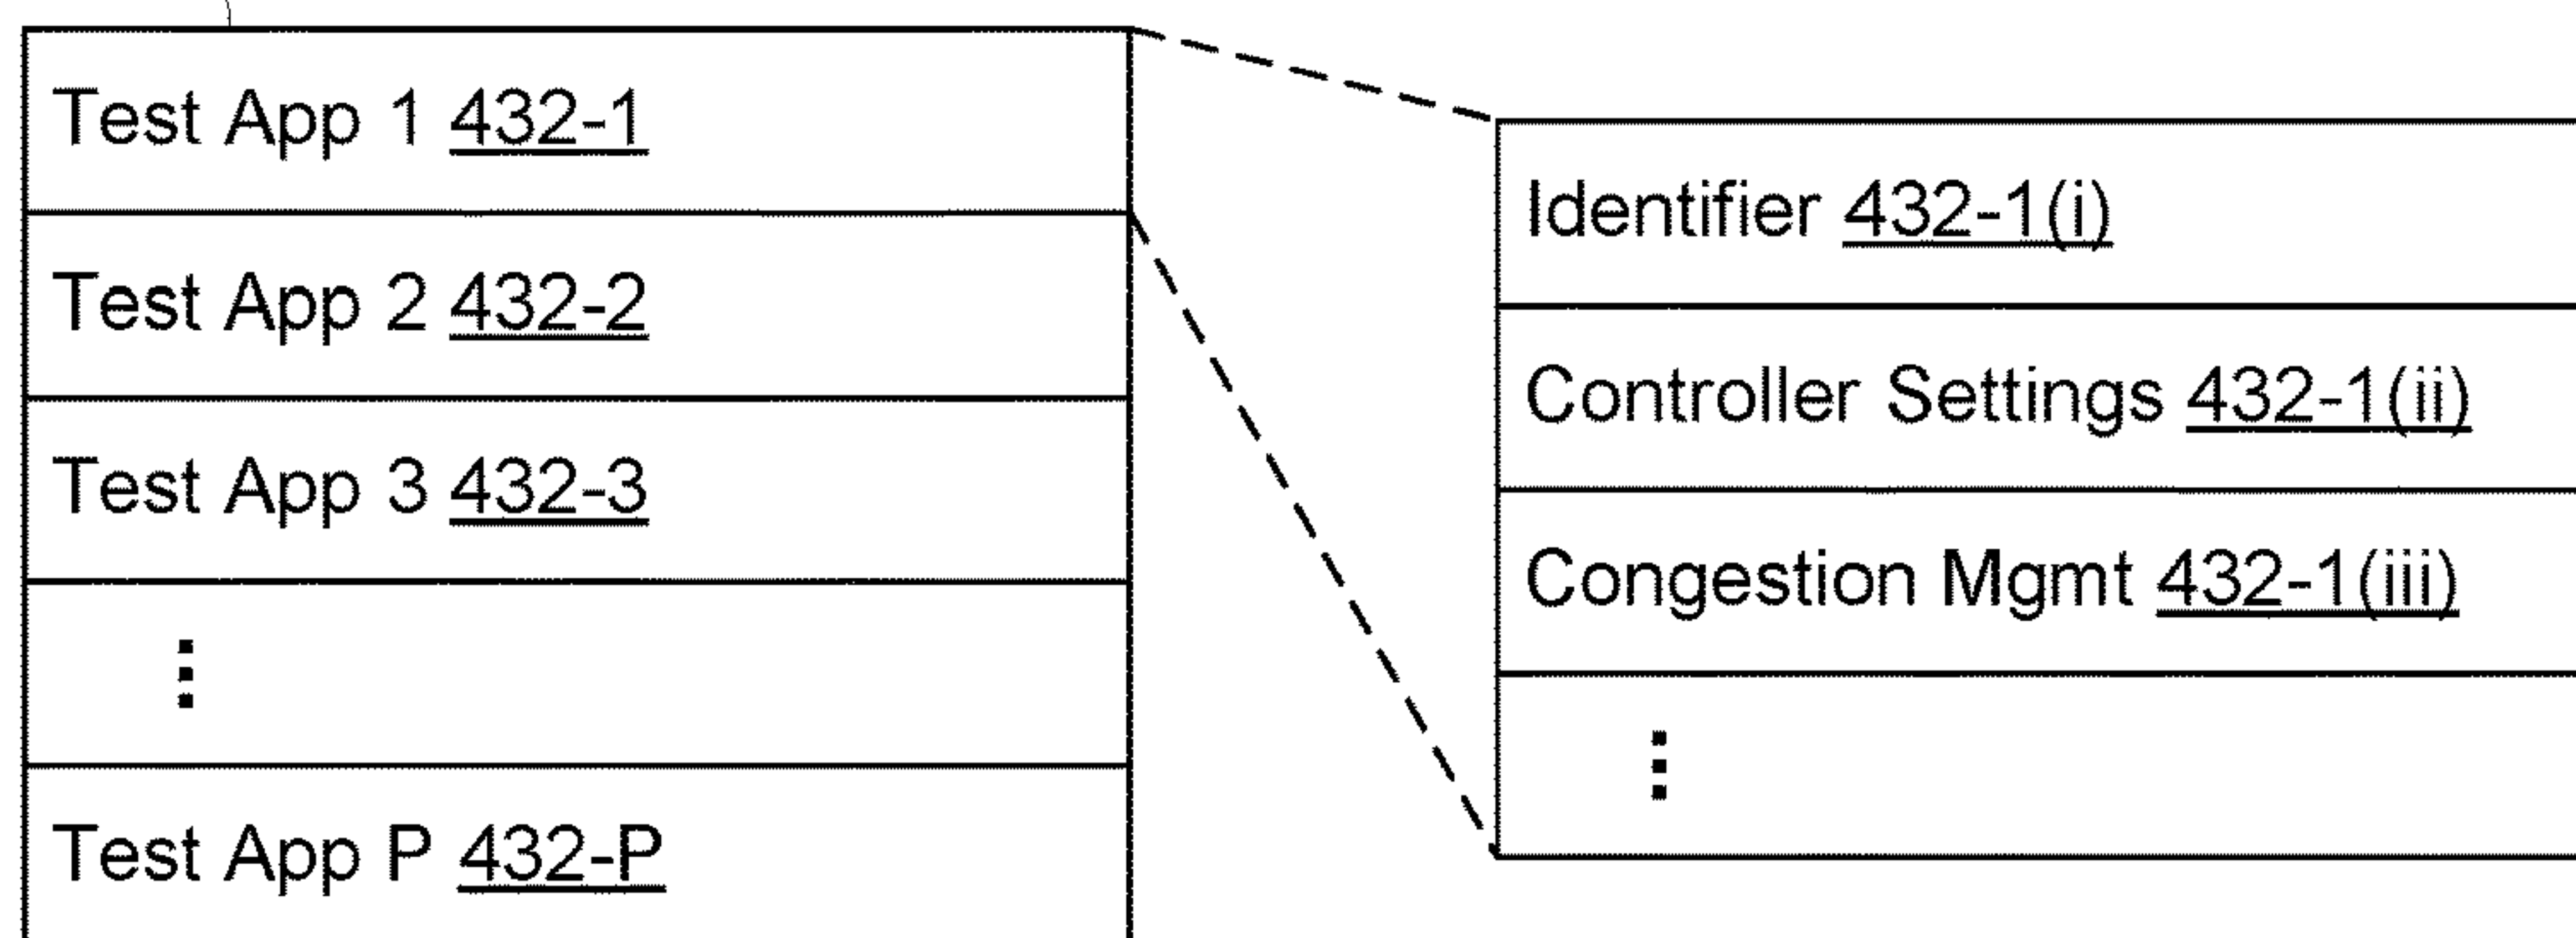 Test App 1 432-1
Test App 2 432-2
Test App 3 432-3
⋮
Test App P 432-P
Identifier 432-1(i)
Controller Settings 432-1(ii)
Congestion Mgmt 432-1(iii)
⋮